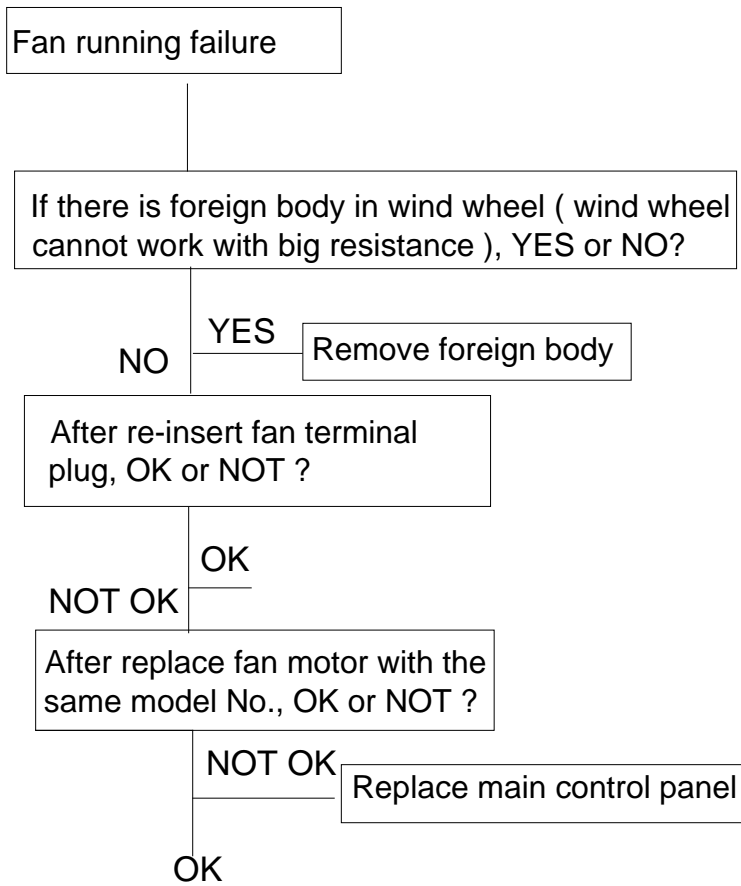 Fan running failure
If there is foreign body in wind wheel ( wind wheel
cannot work with big resistance ), YES or NO?
YES
NO
Remove foreign body
After re-insert fan terminal
plug, OK or NOT ?
OK
NOT OK
After replace fan motor with the
same model No., OK or NOT ?
NOT OK
Replace main control panel
OK